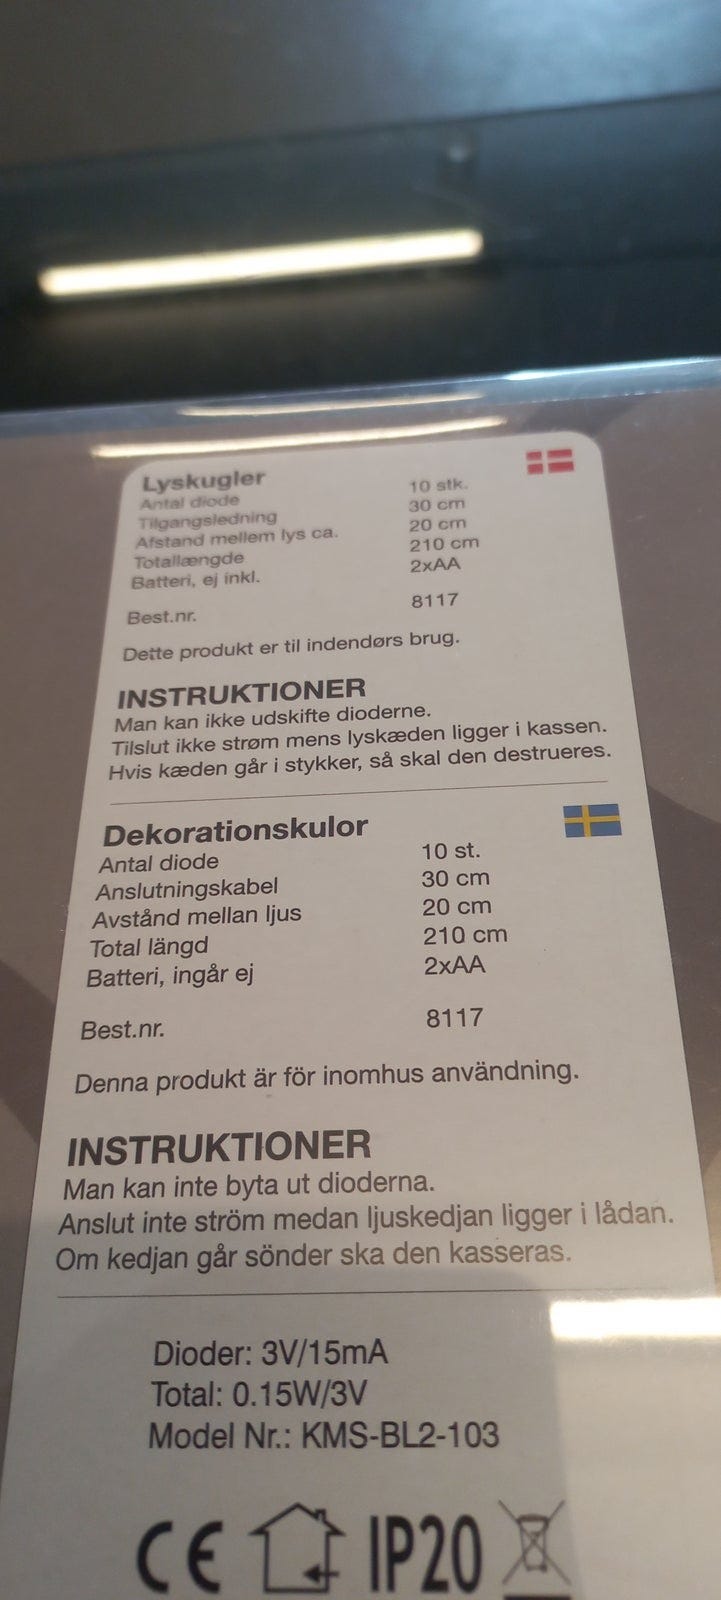 Lyskugler
Antal diode 10 stk.
Tilgangsledning 30 cm
Afstand mellem lys ca. 20 cm
Totallængde 210 cm
Batteri, ej inkl. 2xAA
Best.nr. 8117
Dette produkt er til indendørs brug.
INSTRUKTIONER
Man kan ikke udskifte dioderne.
Tilslut ikke strøm mens lyskæden ligger i kassen.
Hvis kæden går i stykker, så skal den destrueres.
Dekorationskulor
Antal diode 10 st.
Anslutningskabel 30 cm
Avstånd mellan ljus 20 cm
Total längd 210 cm
Batteri, ingår ej 2xAA
Best.nr. 8117
Denna produkt är för inomhus användning.
INSTRUKTIONER
Man kan inte byta ut dioderna.
Anslut inte ström medan ljuskedjan ligger i lådan.
Om kedjan går sönder ska den kasseras.
Dioder: 3V/15mA
Total: 0.15W/3V
Model Nr.: KMS-BL2-103
CE IP20